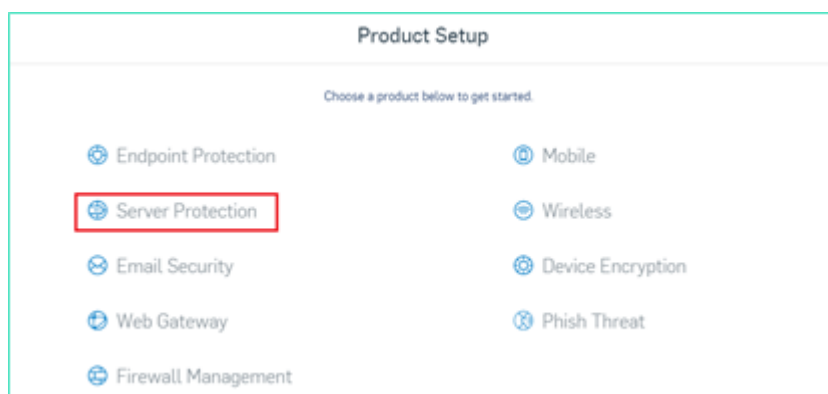 Product Setup
Choose a product below to get started.
Endpoint Protection
Mobile
Server Protection
Wireless
Email Security
Device Encryption
Web Gateway
Phish Threat
Firewall Management